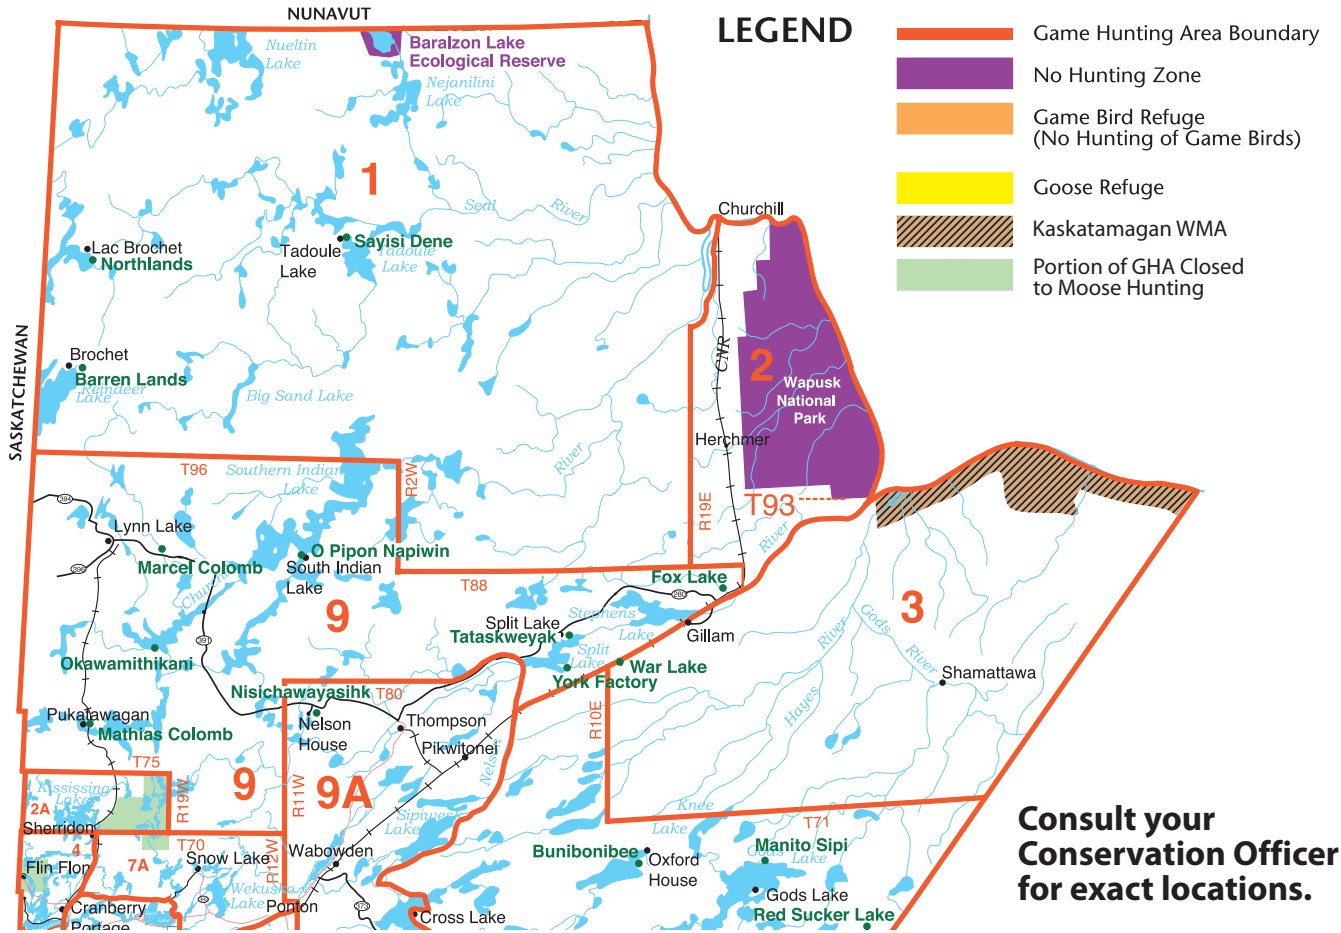 NUNAVUT
LEGEND
Game Hunting Area Boundary
No Hunting Zone
Game Bird Refuge
(No Hunting of Game Birds)
Goose Refuge
Kaskatamagan WMA
Portion of GHA Closed
to Moose Hunting
Nueltin
Lake
Baralzon Lake
Ecological Reserve
Nejanilini
Lake
1
Seal
River
Churchill
Lac Brochet
Northlands
Tadoule
Lake
Sayisi Dene
Tadoule
Lake
SASKATCHEWAN
Brochet
Barren Lands
Reindeer
Lake
Big Sand Lake
CNR
2
Wapusk
National
Park
Herchmer
River
T96
Southern Indian
Lake
R2W
R19E
T93
River
394
Lynn Lake
396
Marcel Colomb
O Pipon Napiwin
South Indian
Lake
T88
Fox Lake
280
9
391
Split Lake
Tataskweyak
Stephens
Lake
Gillam
Split
Lake
War Lake
York Factory
3
Gods
River
River
Hayes
Shamattawa
Okawamithikani
Nisichawayasihk
T80
Nelson
House
Thompson
Pikwitonei
Nelson
R10E
Pukatawagan
Mathias Colomb
T75
Kississing
Lake
2A
R19W
9
R11W
9A
Sipiwesk
Lake
Knee
Lake
T71
Sherridon
4
7A
T70
Snow Lake
R12W
Wabowden
Flin Flon
Wekusko
Lake
Ponton
373
Cross Lake
Cranberry
Portage
Bunibonibee
Oxford
House
Manito Sipi
Gods
Lake
Gods Lake
Red Sucker Lake
Consult your
Conservation Officer
for exact locations.